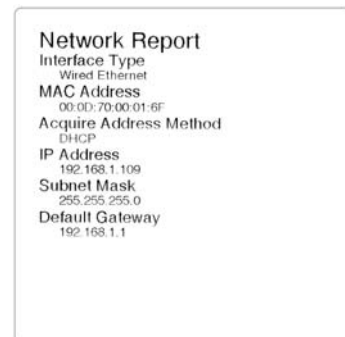 Network Report
Interface Type
Wired Ethernet
MAC Address
00:0D:70:00:01:6F
Acquire Address Method
DHCP
IP Address
192.168.1.109
Subnet Mask
255.255.255.0
Default Gateway
192.168.1.1